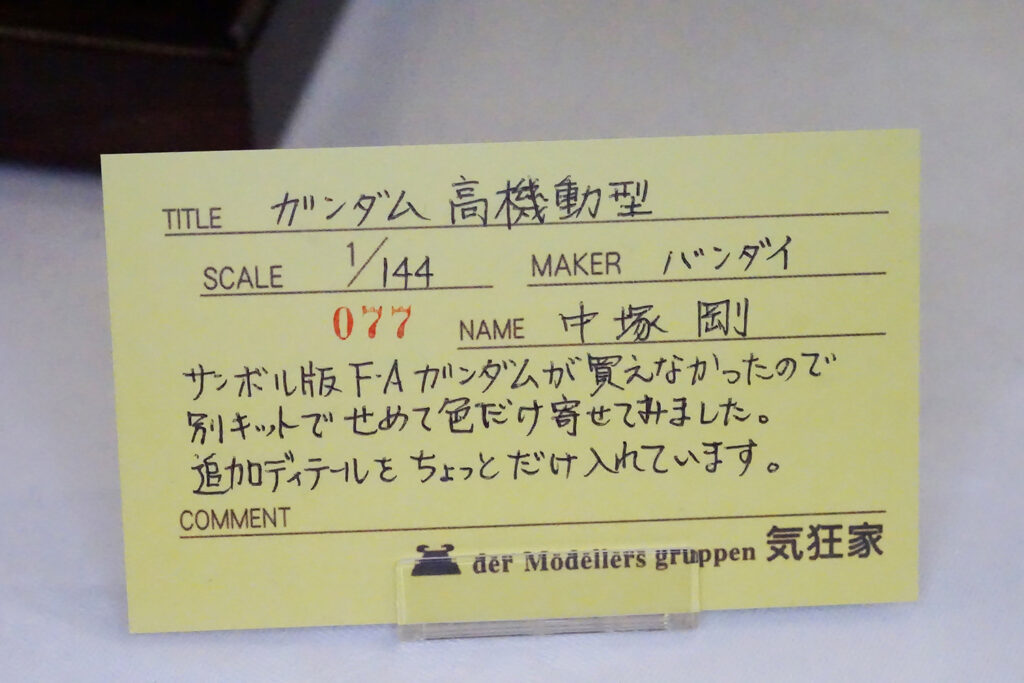 TITLE ガンダム 高機動型
SCALE 1/144 MAKER バンダイ
077 NAME 中塚 剛
サンボル版 F-A ガンダムが買えなかったので
別キットでせめて色だけ寄せてみました。
追加ディテールをちょっとだけ入れています。
COMMENT
der Modellers gruppen 気狂家